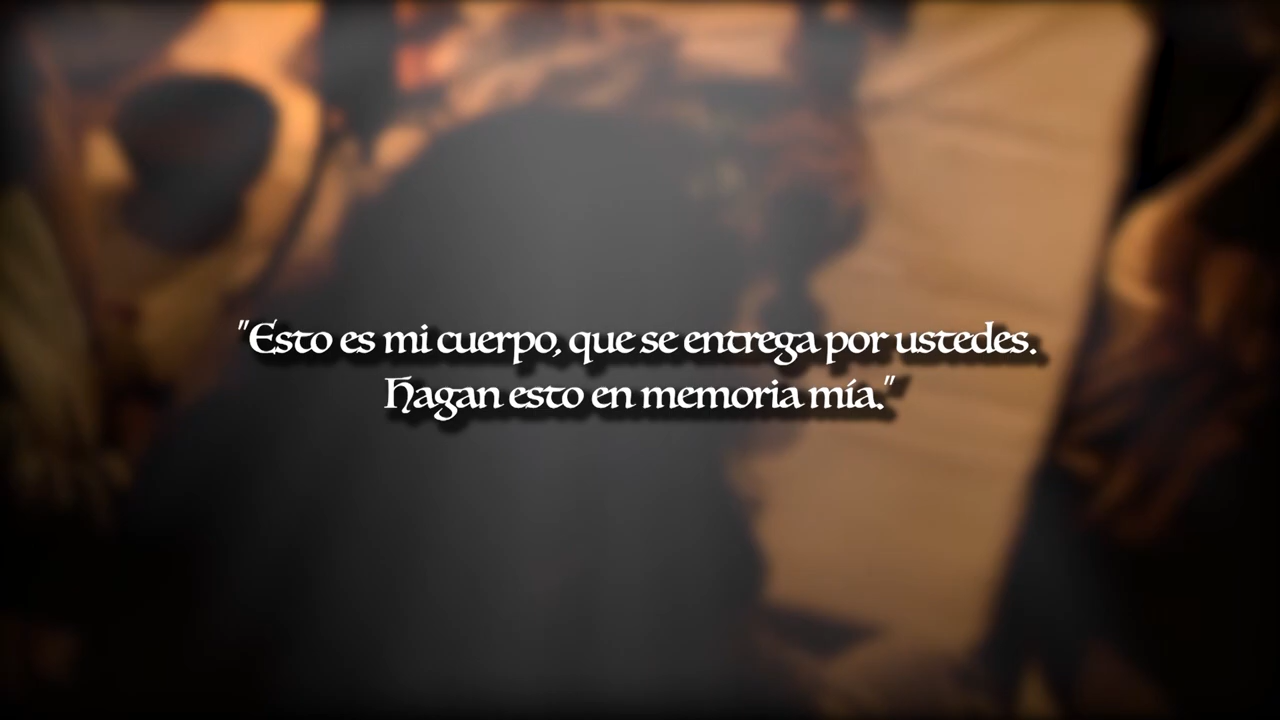 "Esto es mi cuerpo, que se entrega por ustedes.
Hagan esto en memoria mía."